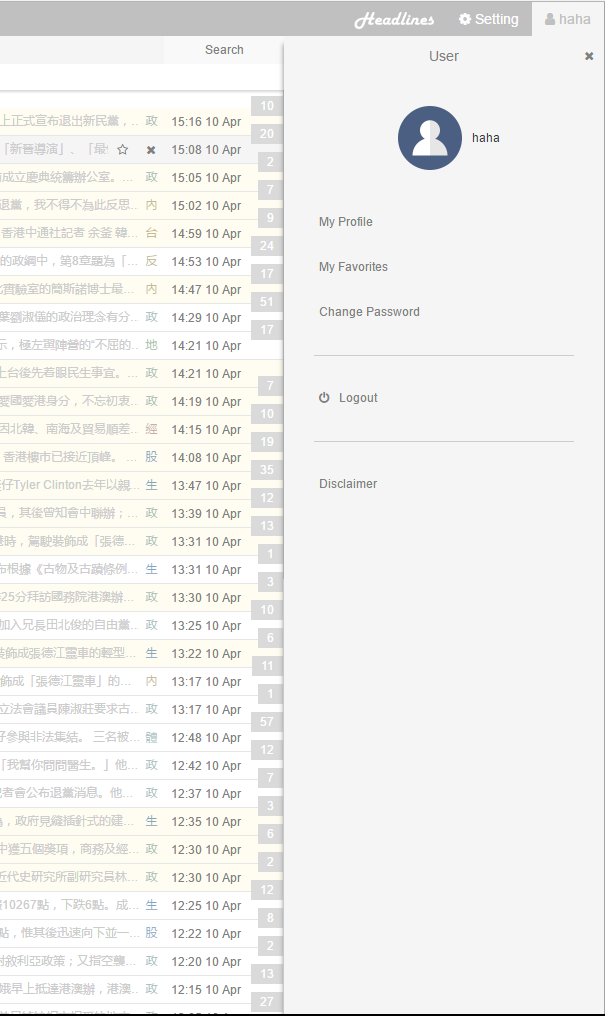 Headlines Setting haha
Search
User
haha
My Profile
My Favorites
Change Password
Logout
Disclaimer
10
上正式宣布退出新民黨，... 政 15:16 10 Apr
20
「新晉導演」、「最 15:08 10 Apr
2
成立慶典統籌辦公室。... 政 15:05 10 Apr
7
退黨，我不得不為此反思... 内 15:02 10 Apr
9
香港中通社記者 余荃 韓... 台 14:59 10 Apr
24
的政綱中，第8章題為「... 反 14:53 10 Apr
17
實驗室的簡斯諾博士最... 内 14:47 10 Apr
51
葉劉淑儀的政治理念有分... 政 14:29 10 Apr
17
示，極左翼陣營的“不屈的... 地 14:21 10 Apr
上台後先着眼民生事宜。... 政 14:21 10 Apr
7
愛國愛港身分，不忘初衷... 政 14:19 10 Apr
10
因北韓、南海及貿易順差... 經 14:15 10 Apr
19
香港樓市已接近頂峰。... 股 14:08 10 Apr
35
仔Tyler Clinton去年以親... 生 13:47 10 Apr
12
員，其後曾知會中聯辦；... 政 13:39 10 Apr
13
時，駕駛裝飾成「張德... 政 13:31 10 Apr
1
布根據《古物及古蹟條例... 生 13:31 10 Apr
3
25分拜訪國務院港澳辦... 政 13:30 10 Apr
10
加入兄長田北俊的自由黨... 政 13:25 10 Apr
6
裝飾成張德江靈車的輕型... 生 13:22 10 Apr
11
飾成「張德江靈車」的... 内 13:17 10 Apr
1
立法會議員陳淑莊要求古... 政 13:17 10 Apr
57
仔參與非法集結。 三名被... 體 12:48 10 Apr
12
「我幫你問問醫生。」他... 政 12:42 10 Apr
7
記者會公布退黨消息。他... 政 12:37 10 Apr
3
，政府見縫插針式的建... 生 12:35 10 Apr
6
中獲五個獎項，商務及經... 政 12:30 10 Apr
2
近代史研究所副研究員林... 政 12:30 10 Apr
12
10267點，下跌6點。成... 生 12:25 10 Apr
8
點，惟其後迅速向下並一... 股 12:22 10 Apr
2
對敘利亞政策；又指空襲... 政 12:20 10 Apr
13
娥早上抵達港澳辦，港澳... 政 12:15 10 Apr
27